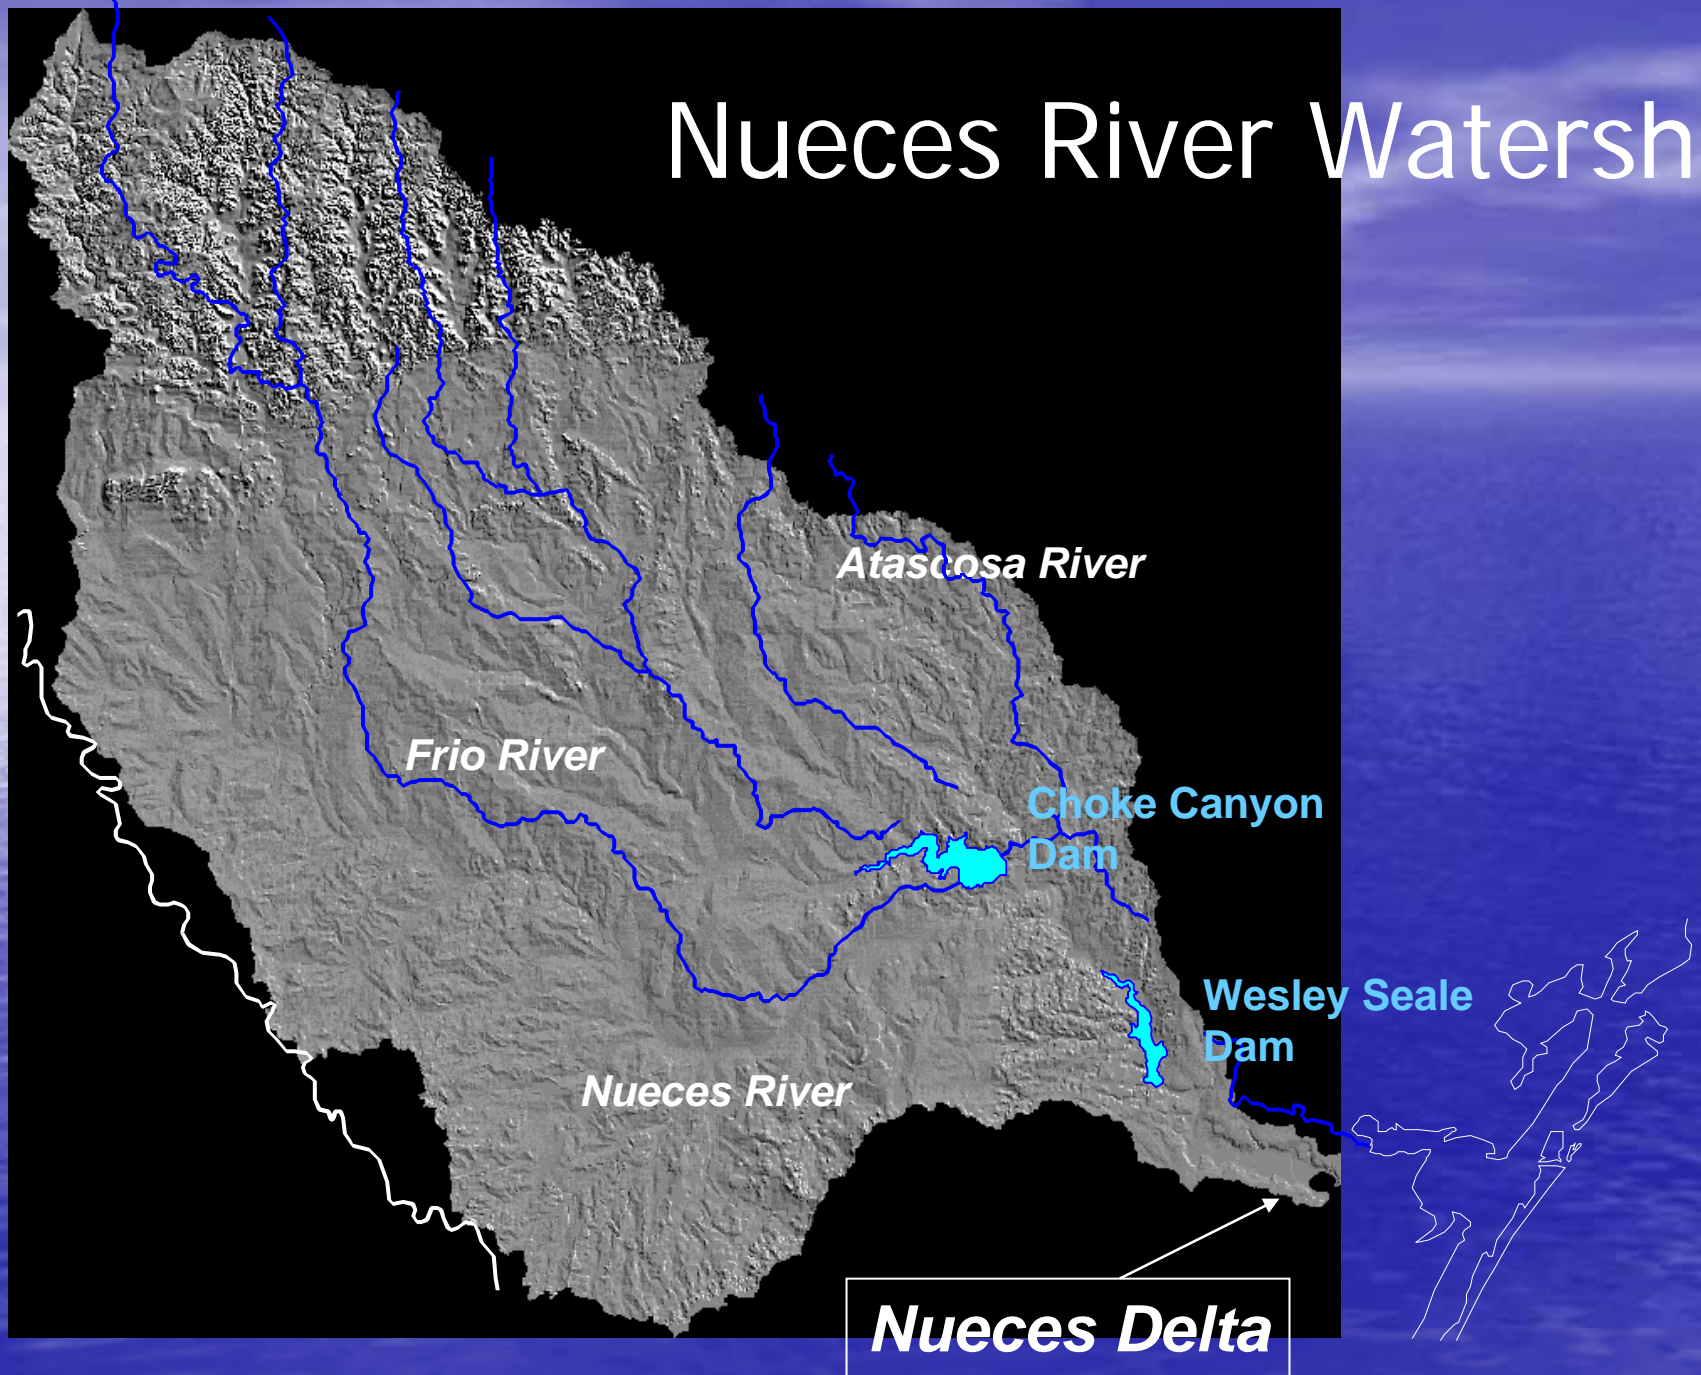 Nueces River Watersh
Atascosa River
Frio River
Choke Canyon
Dam
Wesley Seale
Dam
Nueces River
Nueces Delta